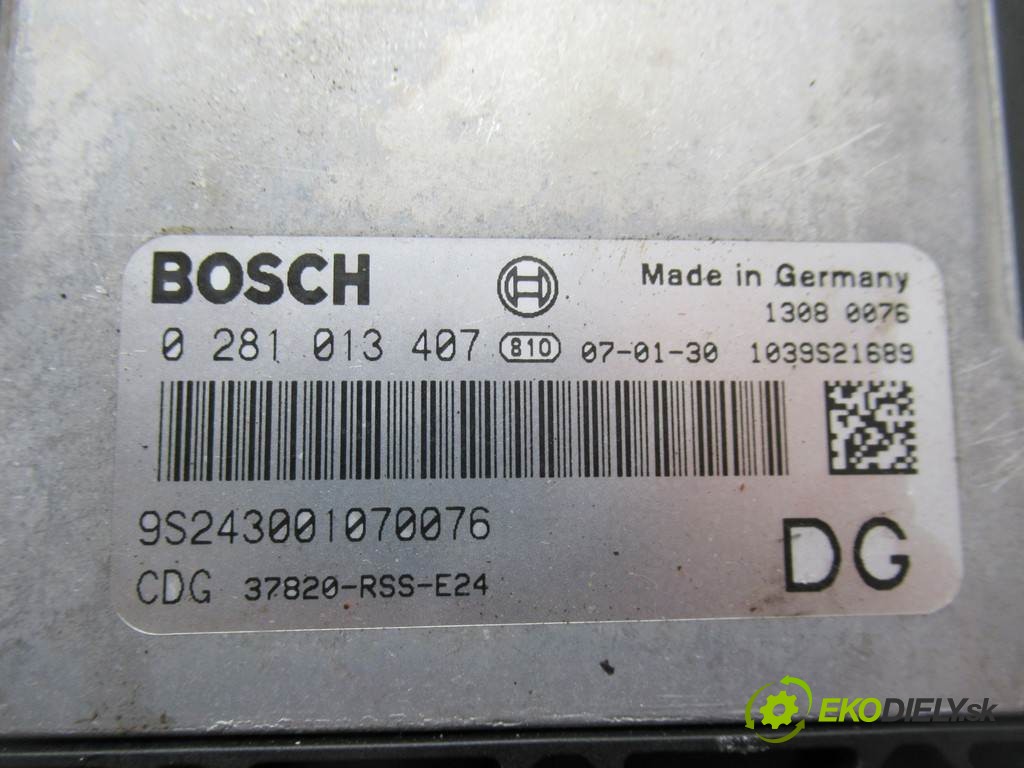 BOSCH
Made in Germany
1308 0076
0 281 013 407 810 07-01-30 1039S21689
9S243001070076
DG
CDG 37820-RSS-E24
EKODIELY.sk